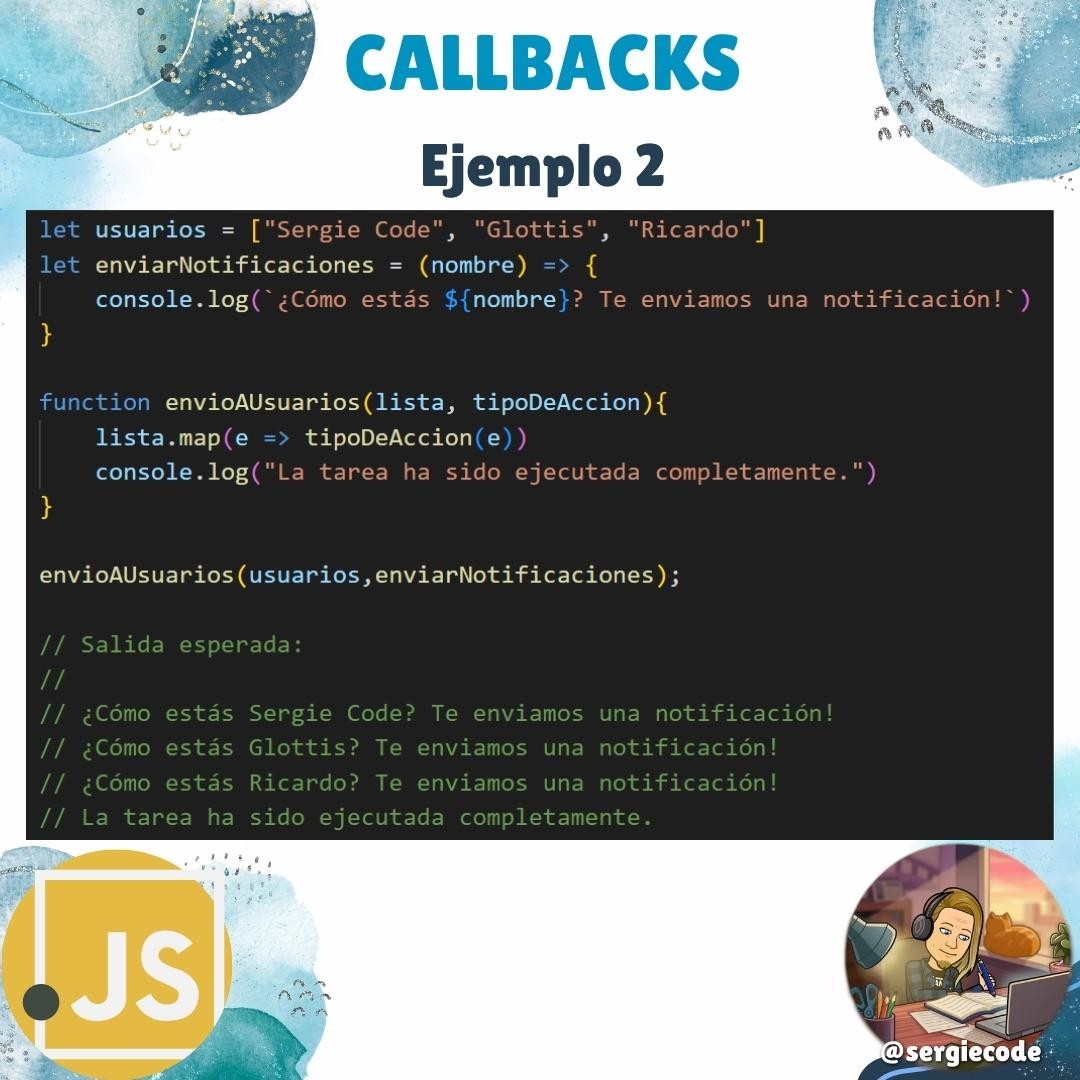 CALLBACKS
Ejemplo 2
let usuarios = ["Sergie Code", "Glottis", "Ricardo"]
let enviarNotificaciones = (nombre) => {
    console.log(`¿Cómo estás ${nombre}? Te enviamos una notificación!`)
}
function envioAUsuarios(lista, tipoDeAccion){
    lista.map(e => tipoDeAccion(e))
    console.log("La tarea ha sido ejecutada completamente.")
}
envioAUsuarios(usuarios,enviarNotificaciones);
// Salida esperada:
//
// ¿Cómo estás Sergie Code? Te enviamos una notificación!
// ¿Cómo estás Glottis? Te enviamos una notificación!
// ¿Cómo estás Ricardo? Te enviamos una notificación!
// La tarea ha sido ejecutada completamente.
.JS
@sergiecode